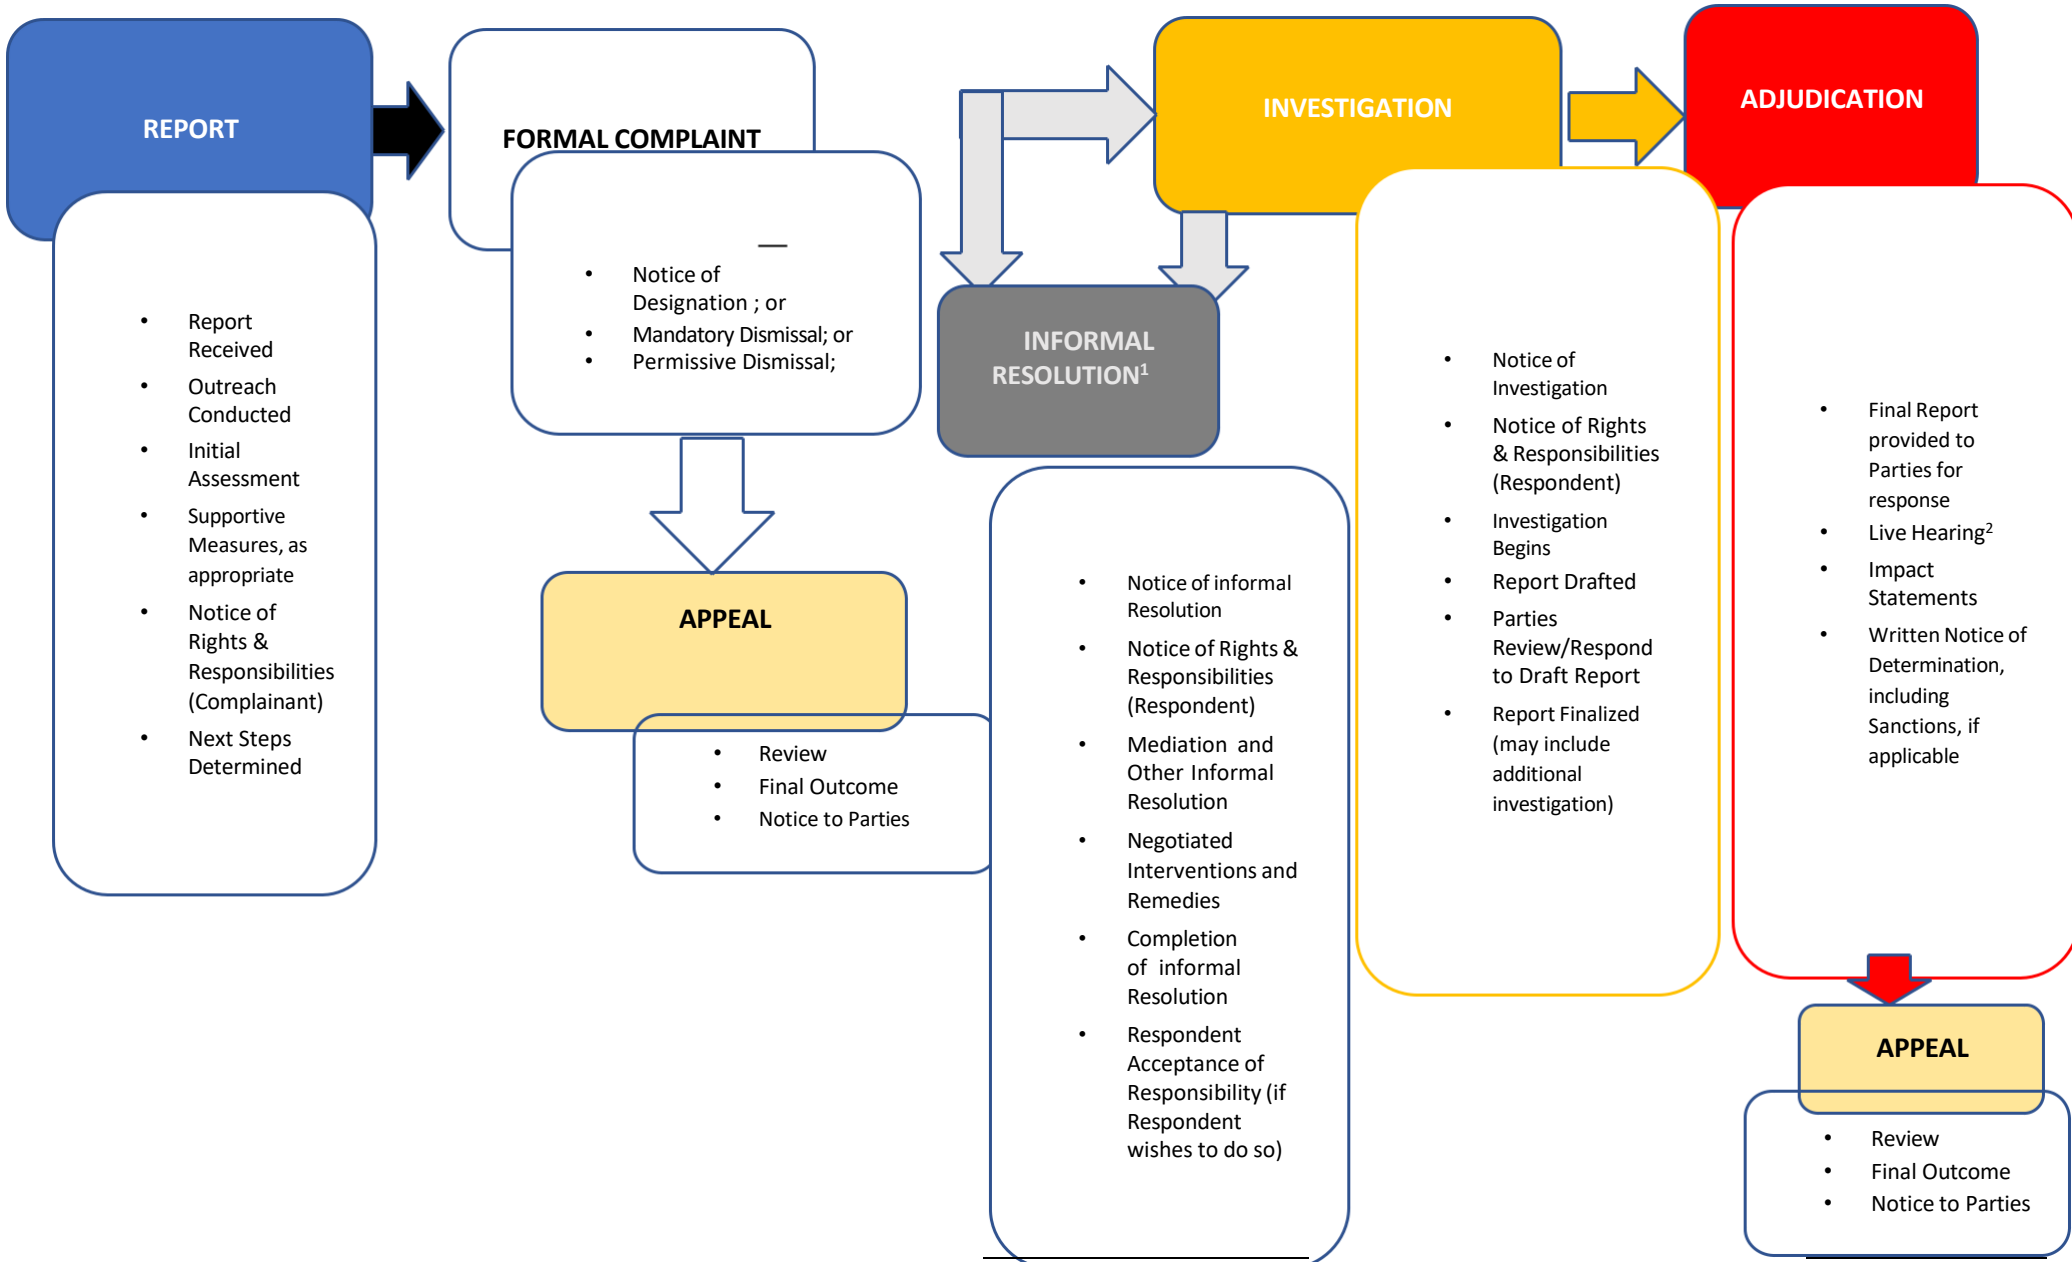 REPORT
• Report
Received
• Outreach
Conducted
• Initial
Assessment
• Supportive
Measures, as
appropriate
• Notice of
Rights &
Responsibilities
(Complainant)
• Next Steps
Determined
FORMAL COMPLAINT
• Notice of
Designation ; or
• Mandatory Dismissal; or
• Permissive Dismissal;
APPEAL
• Review
• Final Outcome
• Notice to Parties
INFORMAL
RESOLUTION1
• Notice of informal
Resolution
• Notice of Rights &
Responsibilities
(Respondent)
• Mediation and
Other Informal
Resolution
• Negotiated
Interventions and
Remedies
• Completion
of informal
Resolution
• Respondent
Acceptance of
Responsibility (if
Respondent
wishes to do so)
INVESTIGATION
• Notice of
Investigation
• Notice of Rights
& Responsibilities
(Respondent)
• Investigation
Begins
• Report Drafted
• Parties
Review/Respond
to Draft Report
• Report Finalized
(may include
additional
investigation)
ADJUDICATION
• Final Report
provided to
Parties for
response
• Live Hearing2
• Impact
Statements
• Written Notice of
Determination,
including
Sanctions, if
applicable
APPEAL
• Review
• Final Outcome
• Notice to Parties